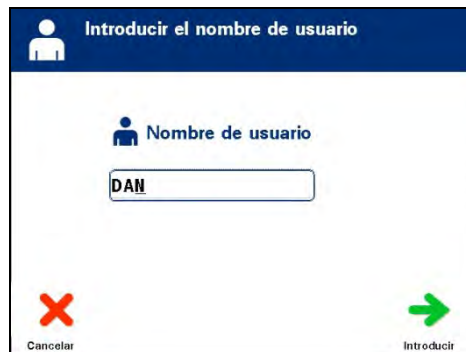 Introducir el nombre de usuario
Nombre de usuario
DAN
Cancelar
Introducir